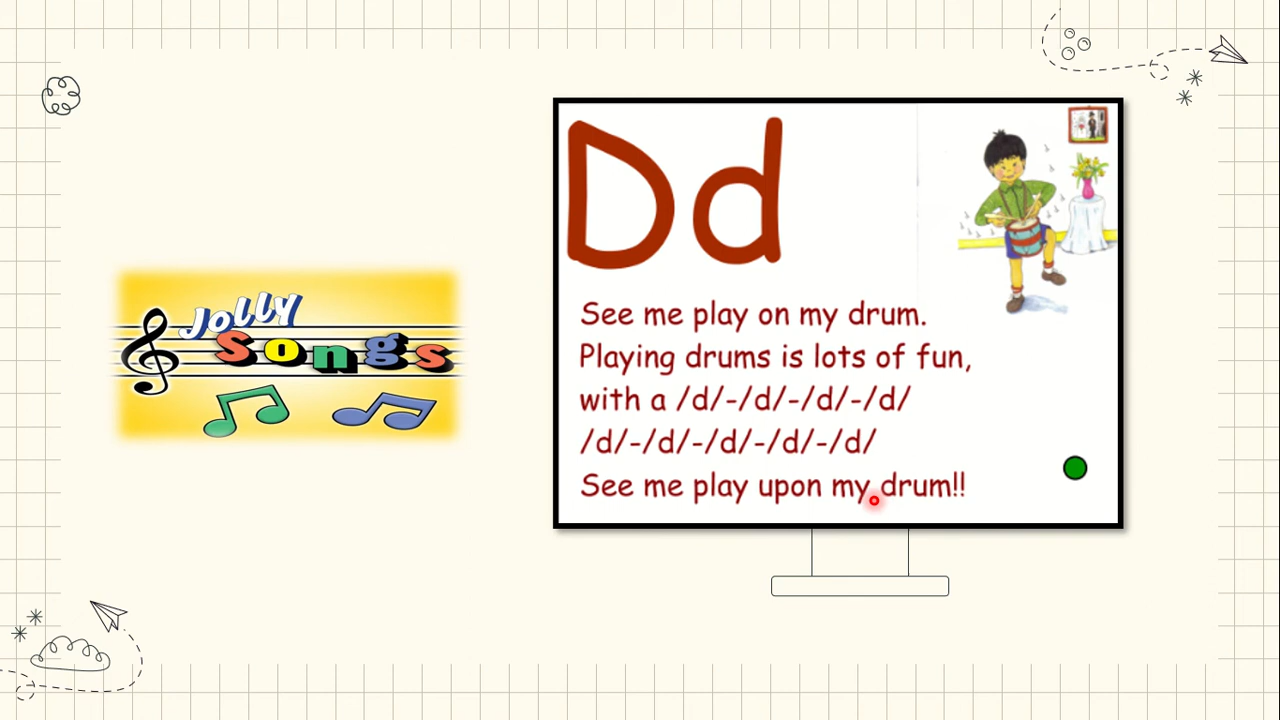 Jolly
Songs
Dd
See me play on my drum.
Playing drums is lots of fun,
with a /d/-/d/-/d/-/d/
/d/-/d/-/d/-/d/-/d/
See me play upon my drum!!